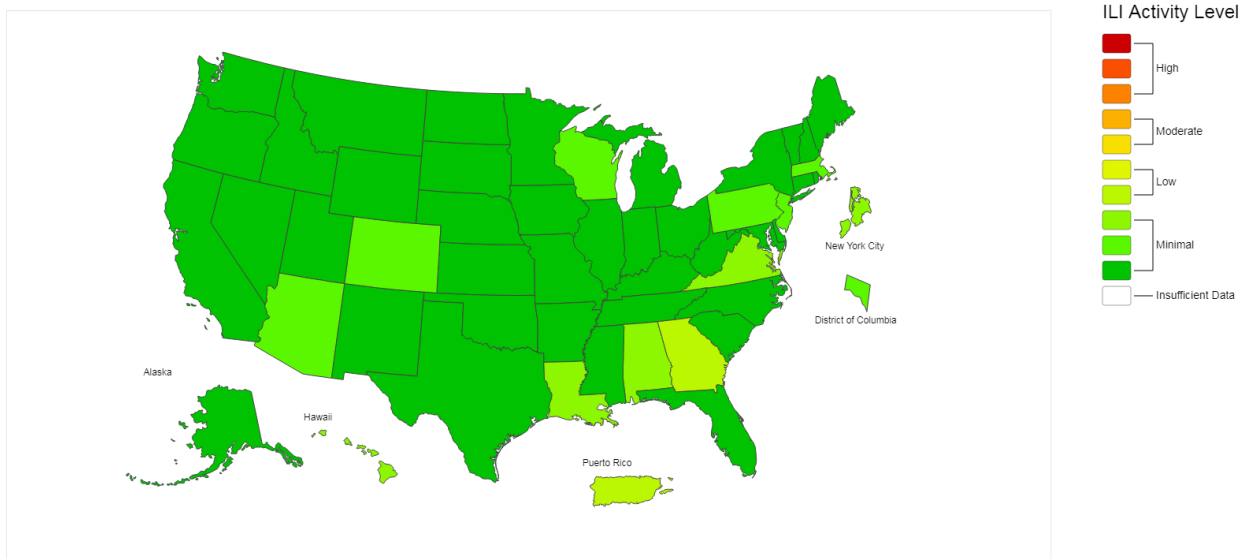 ILI Activity Level
High
Moderate
Low
Minimal
Insufficient Data
New York City
District of Columbia
Alaska
Hawaii
Puerto Rico